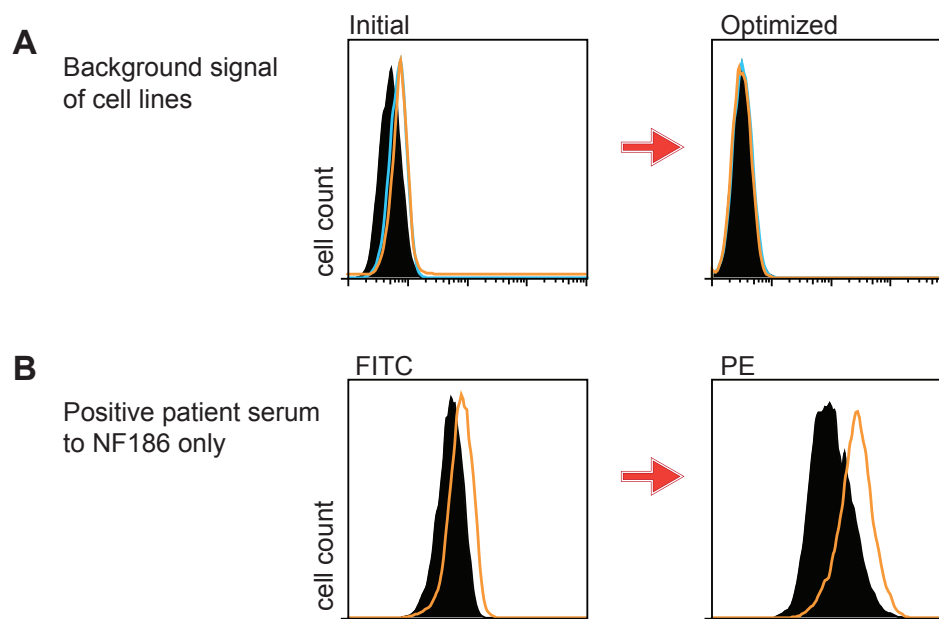 A
Background signal
of cell lines
Initial
Optimized
cell count
B
Positive patient serum
to NF186 only
FITC
PE
cell count